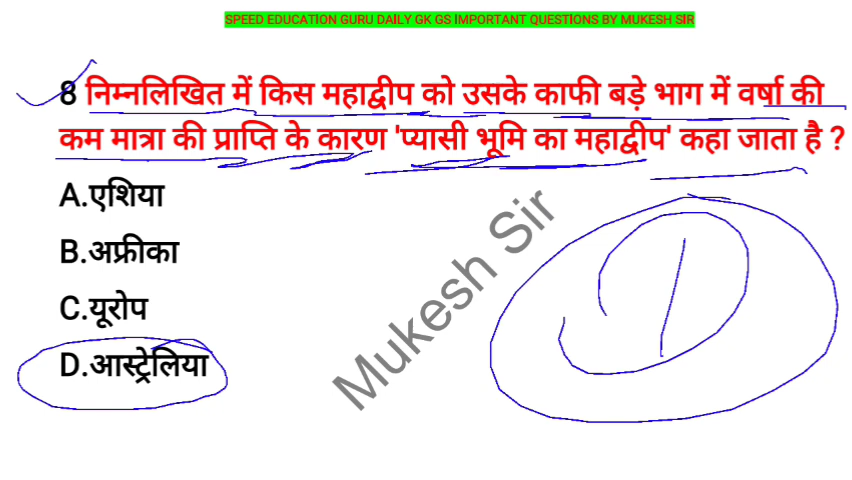 SPEED EDUCATION GURU DAILY GK GS IMPORTANT QUESTIONS BY MUKESH SIR
8 निम्नलिखित में किस महाद्वीप को उसके काफी बड़े भाग में वर्षा की
कम मात्रा की प्राप्ति के कारण 'प्यासी भूमि का महाद्वीप' कहा जाता है ?
A.एशिया
B.अफ्रीका
C.यूरोप
D.आस्ट्रेलिया
Mukesh Sir